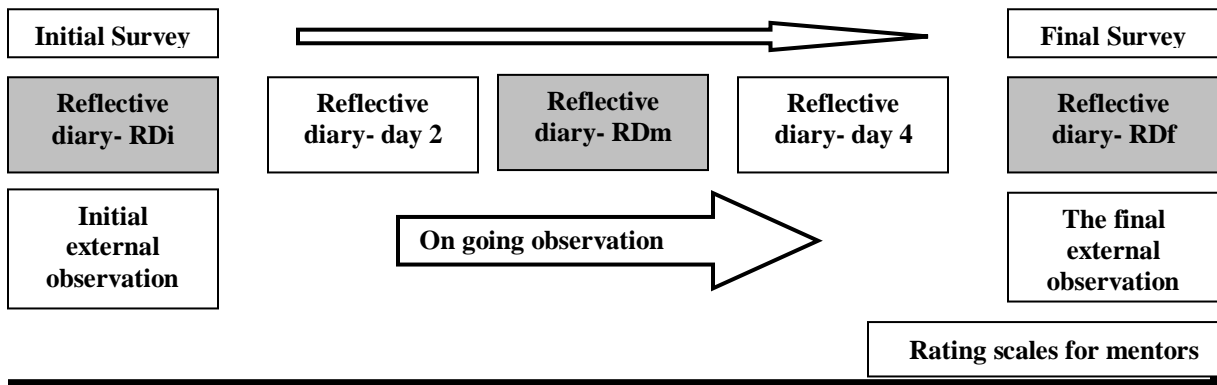 Initial Survey
Final Survey
Reflective
diary- RDi
Reflective
diary- day 2
Reflective
diary- RDm
Reflective
diary- day 4
Reflective
diary- RDf
Initial
external
observation
On going observation
The final
external
observation
Rating scales for mentors